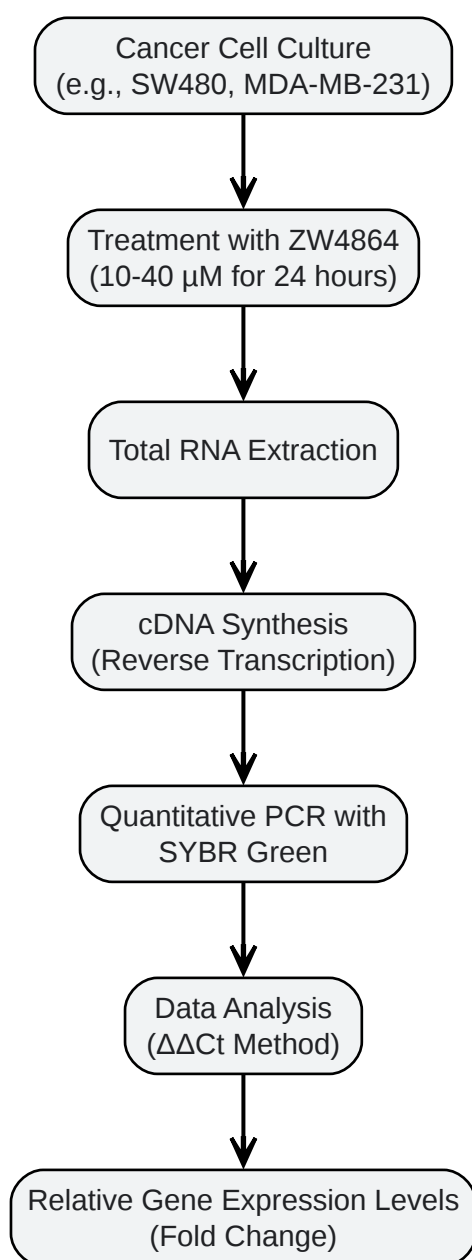 Cancer Cell Culture
(e.g., SW480, MDA-MB-231)
Treatment with ZW4864
(10-40 µM for 24 hours)
Total RNA Extraction
cDNA Synthesis
(Reverse Transcription)
Quantitative PCR with
SYBR Green
Data Analysis
(ΔΔCt Method)
Relative Gene Expression Levels
(Fold Change)